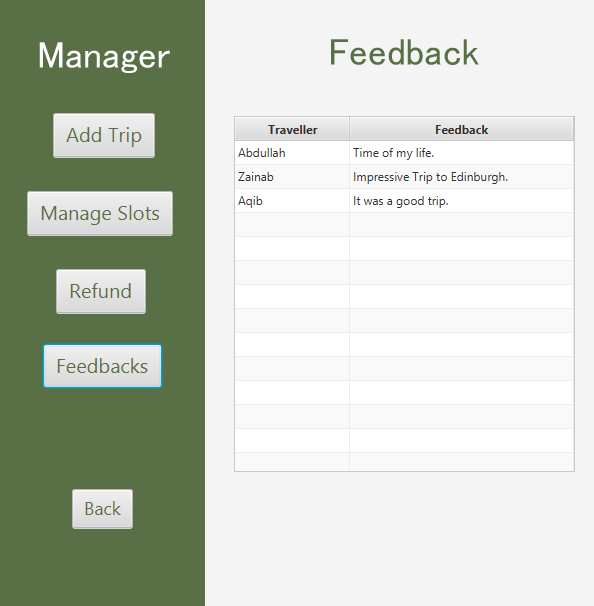 Manager
Add Trip
Manage Slots
Refund
Feedbacks
Back
Feedback
Traveller Feedback
Abdullah Time of my life.
Zainab Impressive Trip to Edinburgh.
Aqib It was a good trip.